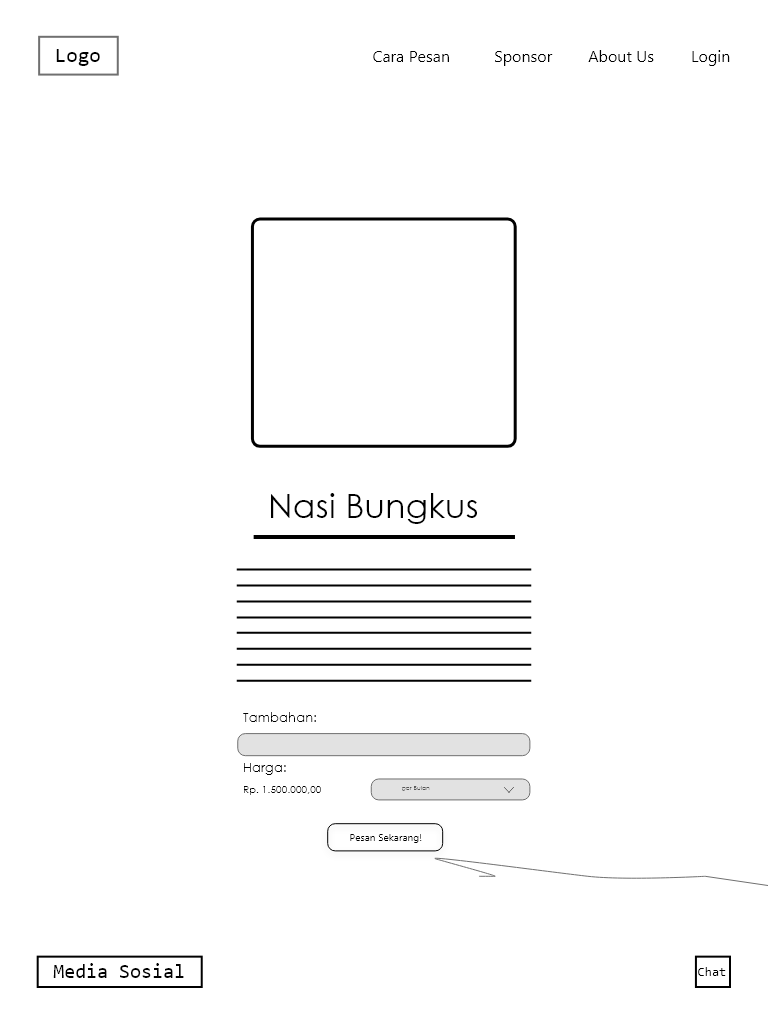 Logo
Cara Pesan Sponsor About Us Login
Nasi Bungkus
Tambahan:
Harga:
Rp. 1.500.000,00
Bulan
Pesan Sekarang!
Media Sosial
Chat